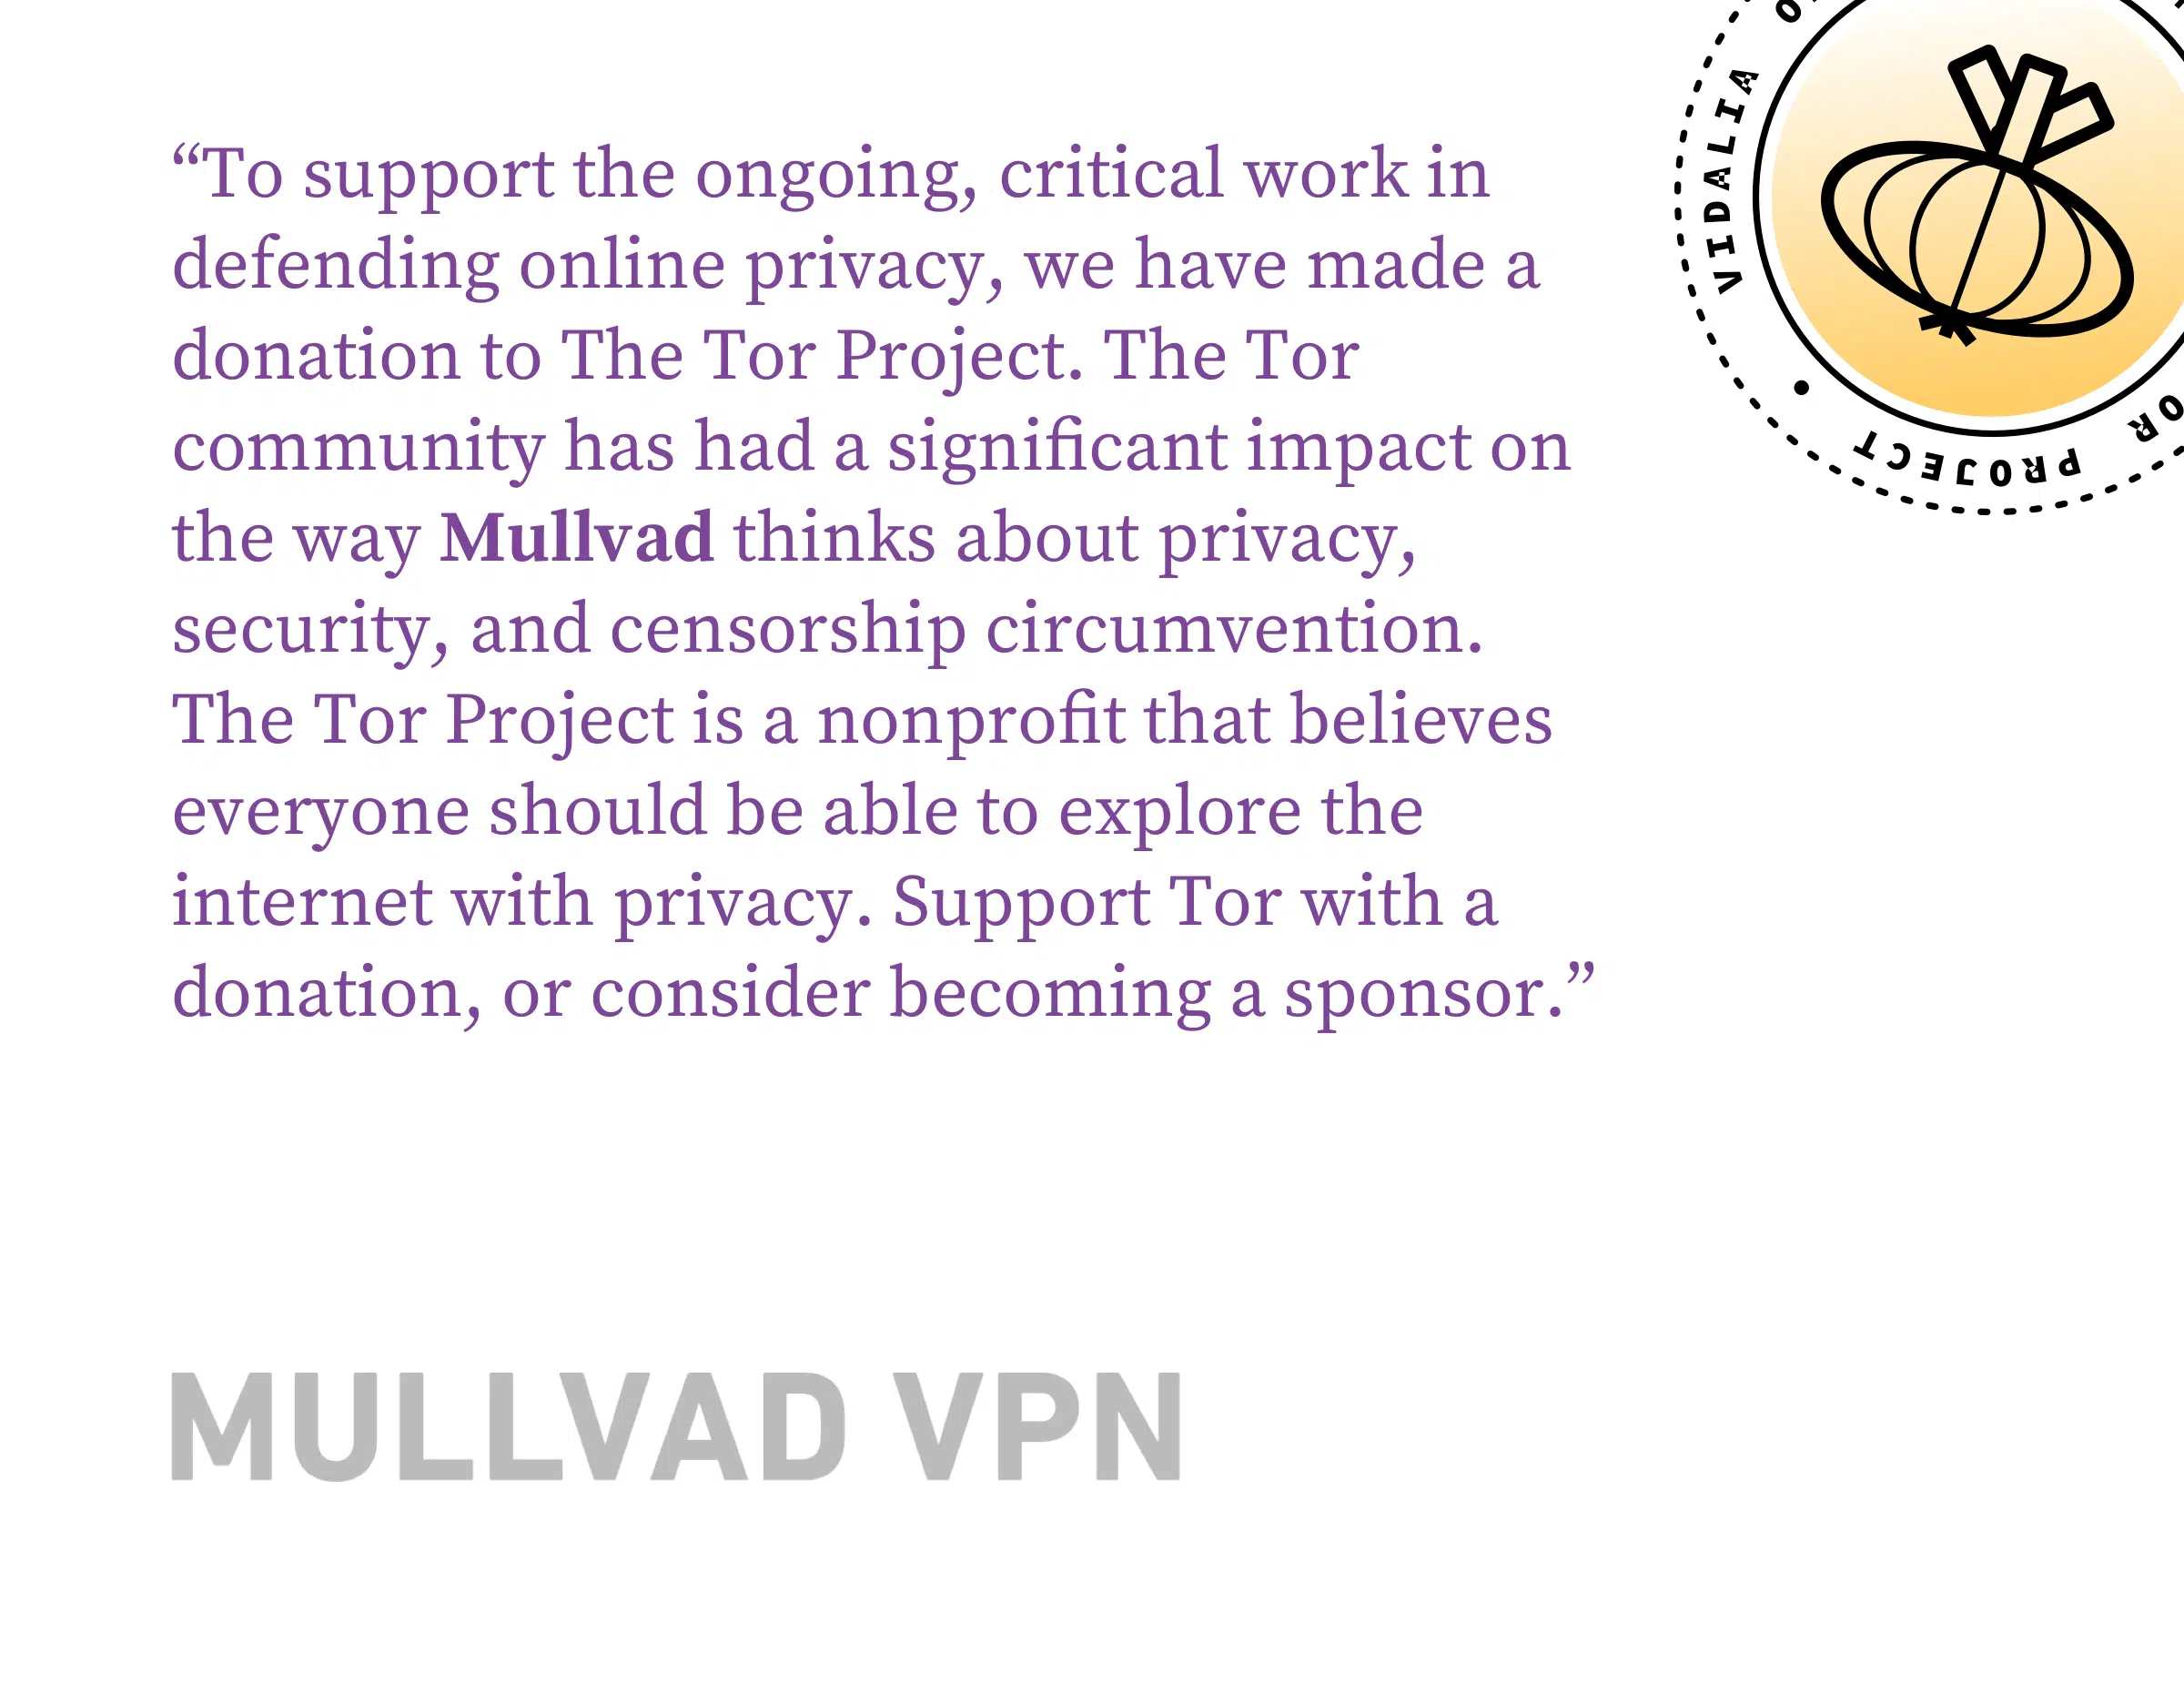 “To support the ongoing, critical work in
defending online privacy, we have made a
donation to The Tor Project. The Tor
community has had a significant impact on
the way Mullvad thinks about privacy,
security, and censorship circumvention.
The Tor Project is a nonprofit that believes
everyone should be able to explore the
internet with privacy. Support Tor with a
donation, or consider becoming a sponsor.”
VIDALIA
PROJECT
MULLVAD VPN